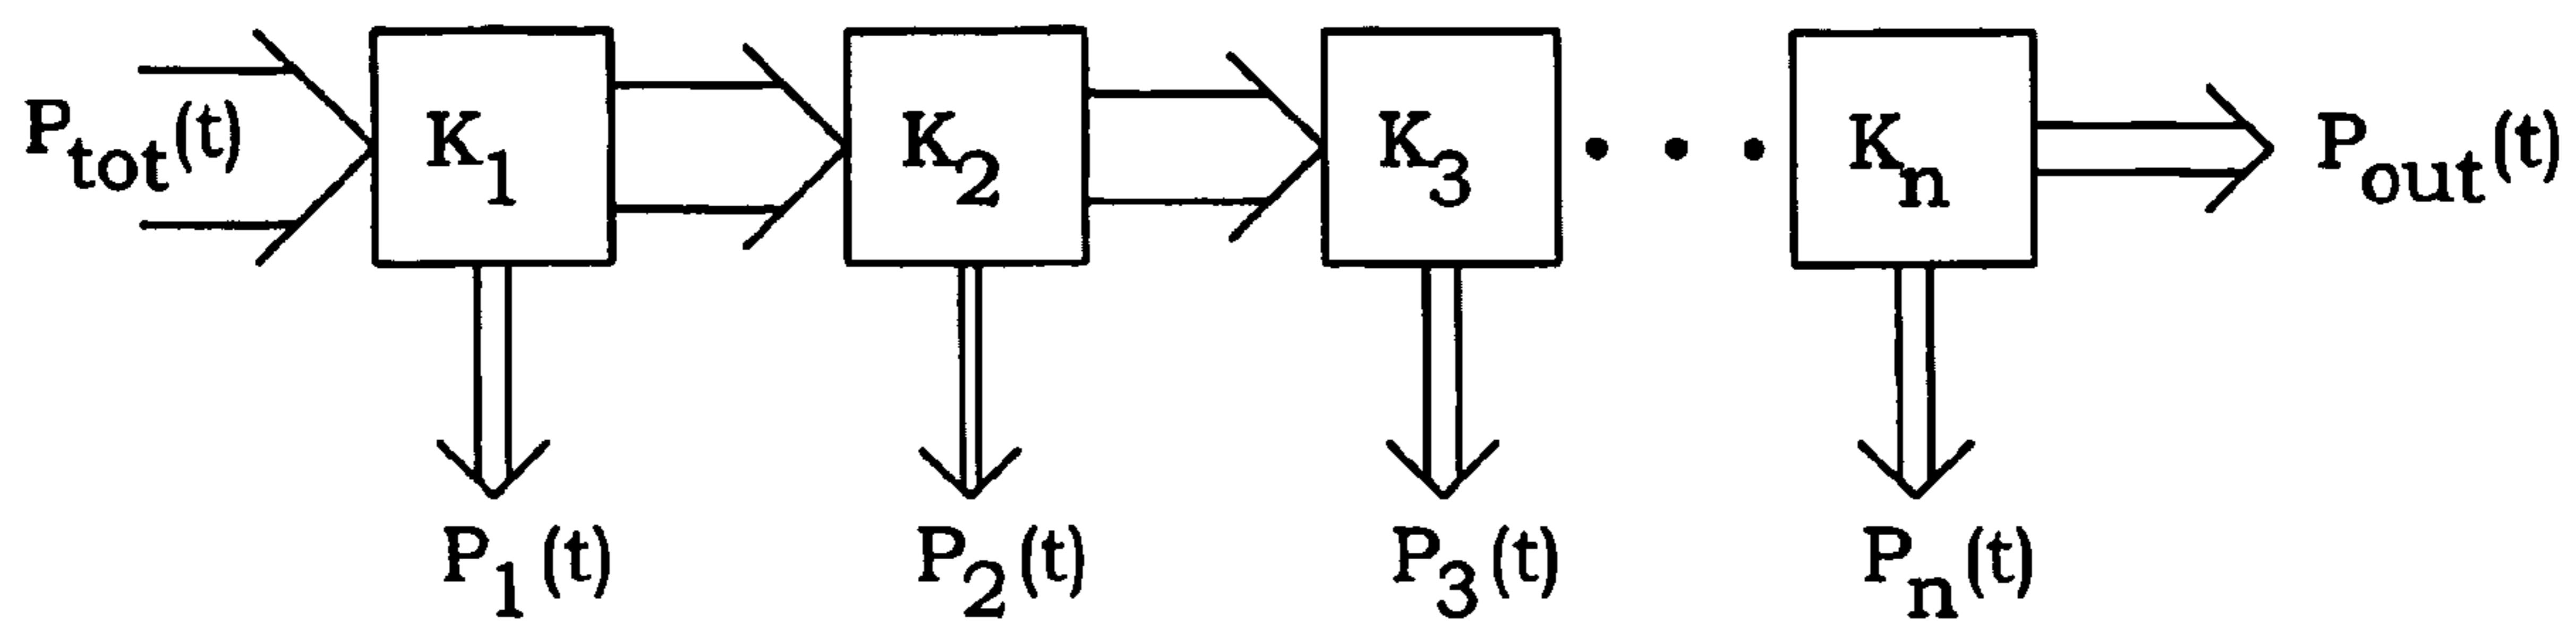 P_tot(t) K_1 K_2 K_3 . . . K_n P_out(t)
P_1(t) P_2(t) P_3(t) P_n(t)